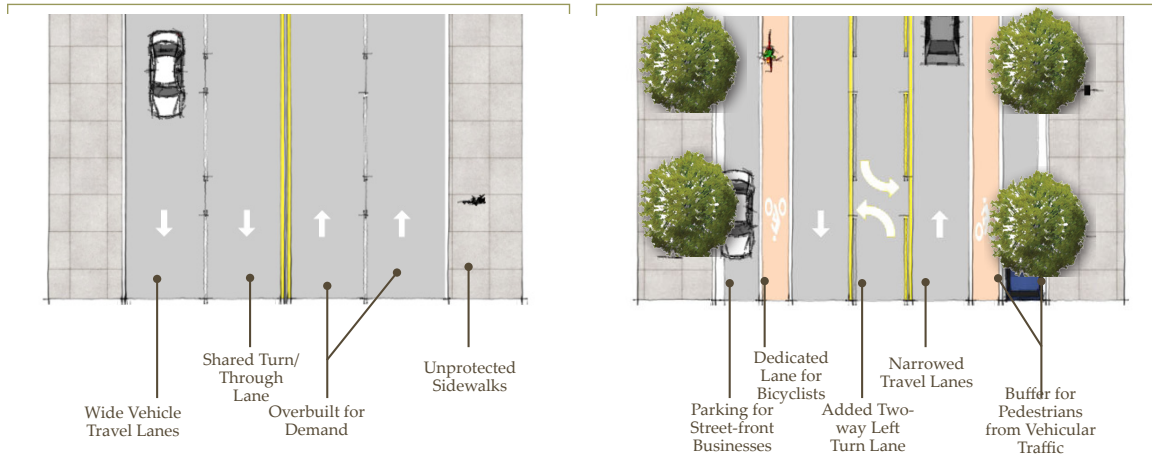 Shared Turn/
Through
Lane
Unprotected
Sidewalks
Wide Vehicle
Travel Lanes
Overbuilt for
Demand
Dedicated
Lane for
Bicyclists
Narrowed
Travel Lanes
Parking for
Street-front
Businesses
Added Two-
way Left
Turn Lane
Buffer for
Pedestrians
from Vehicular
Traffic